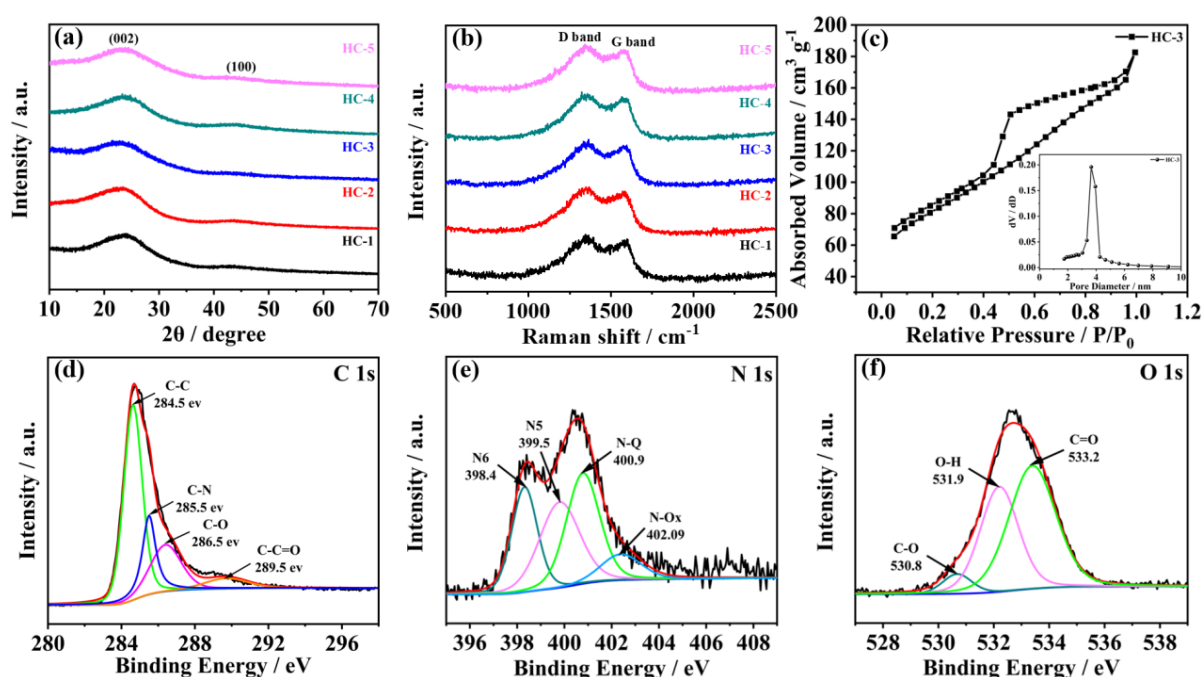 (a)
(002)
(100)
HC-5
HC-4
HC-3
HC-2
HC-1
Intensity / a.u.
10 20 30 40 50 60 70
2θ / degree
(b)
D band
G band
HC-5
HC-4
HC-3
HC-2
HC-1
Intensity / a.u.
500 1000 1500 2000 2500
Raman shift / cm-1
(c)
HC-3
Absorbed Volume / cm3 g-1
200
180
160
140
120
100
80
60
40
0.0 0.2 0.4 0.6 0.8 1.0 1.2
Relative Pressure / P/P0
HC-3
dV / dD
0.20
0.15
0.10
0.05
0.00
2 4 6 8 10
Pore Diameter / nm
(d)
C 1s
C-C
284.5 ev
C-N
285.5 ev
C-O
286.5 ev
C-C=O
289.5 ev
Intensity / a.u.
280 284 288 292 296
Binding Energy / eV
(e)
N 1s
N6
398.4
N5
399.5
N-Q
400.9
N-Ox
402.09
Intensity / a.u.
396 398 400 402 404 406 408
Binding Energy / eV
(f)
O 1s
C=O
533.2
O-H
531.9
C-O
530.8
Intensity / a.u.
528 530 532 534 536 538
Binding Energy / eV